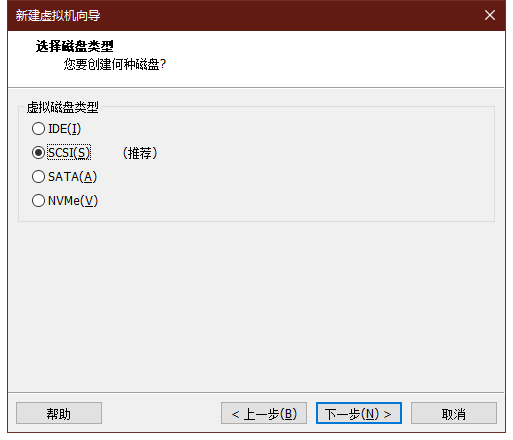 新建虚拟机向导
选择磁盘类型
您要创建何种磁盘?
虚拟磁盘类型
IDE(I)
SCSI(S) （推荐）
SATA(A)
NVMe(V)
帮助 < 上一步(B) 下一步(N) > 取消